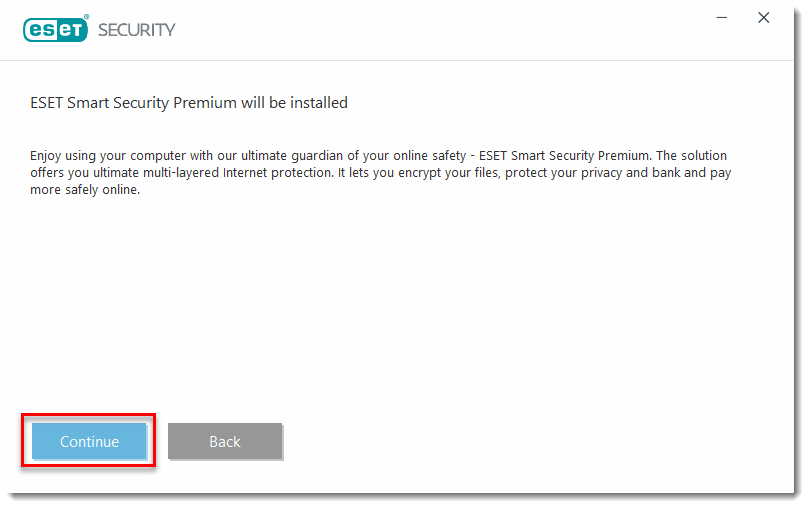 eset® SECURITY
ESET Smart Security Premium will be installed
Enjoy using your computer with our ultimate guardian of your online safety - ESET Smart Security Premium. The solution
offers you ultimate multi-layered Internet protection. It lets you encrypt your files, protect your privacy and bank and pay
more safely online.
Continue
Back